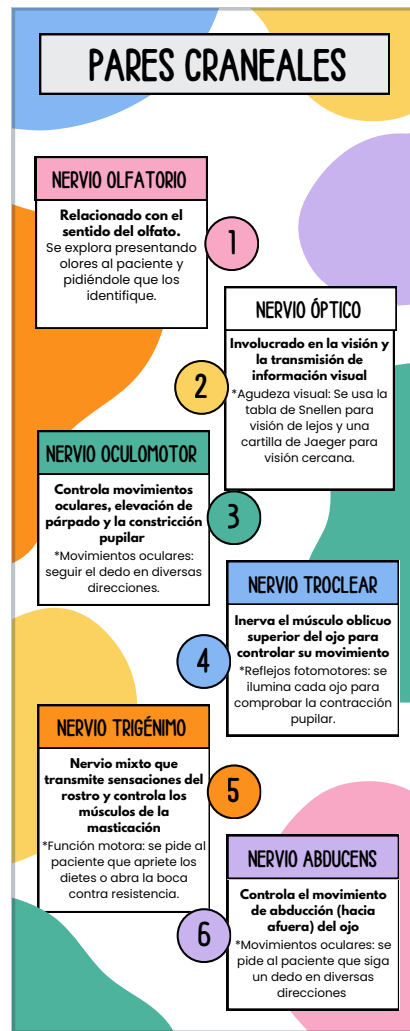 PARES CRANEALES
NERVIO OLFATORIO
Relacionado con el
sentido del olfato.
Se explora presentando
olores al paciente y
pidiéndole que los
identifique.
1
NERVIO ÓPTICO
Involucrado en la visión y
la transmisión de
información visual
*Agudeza visual: Se usa la
tabla de Snellen para
visión de lejos y una
cartilla de Jaeger para
visión cercana.
2
NERVIO OCULOMOTOR
Controla movimientos
oculares, elevación de
párpado y la constricción
pupilar
*Movimientos oculares:
seguir el dedo en diversas
direcciones.
3
NERVIO TROCLEAR
Inerva el músculo oblicuo
superior del ojo para
controlar su movimiento
*Reflejos fotomotores: se
ilumina cada ojo para
comprobar la contracción
pupilar.
4
NERVIO TRIGÉNIMO
Nervio mixto que
transmite sensaciones del
rostro y controla los
músculos de la
masticación
*Función motora: se pide al
paciente que apriete los
dietes o abra la boca
contra resistencia.
5
NERVIO ABDUCENS
Controla el movimiento
de abducción (hacia
afuera) del ojo
*Movimientos oculares: se
pide al paciente que siga
un dedo en diversas
direcciones
6